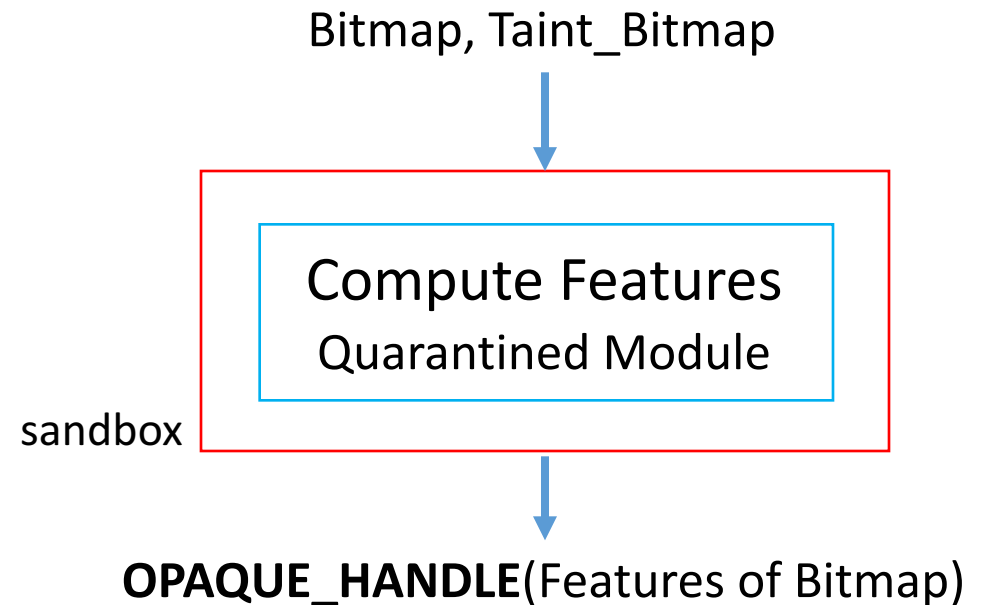 Bitmap, Taint_Bitmap
Compute Features
Quarantined Module
sandbox
OPAQUE_HANDLE(Features of Bitmap)